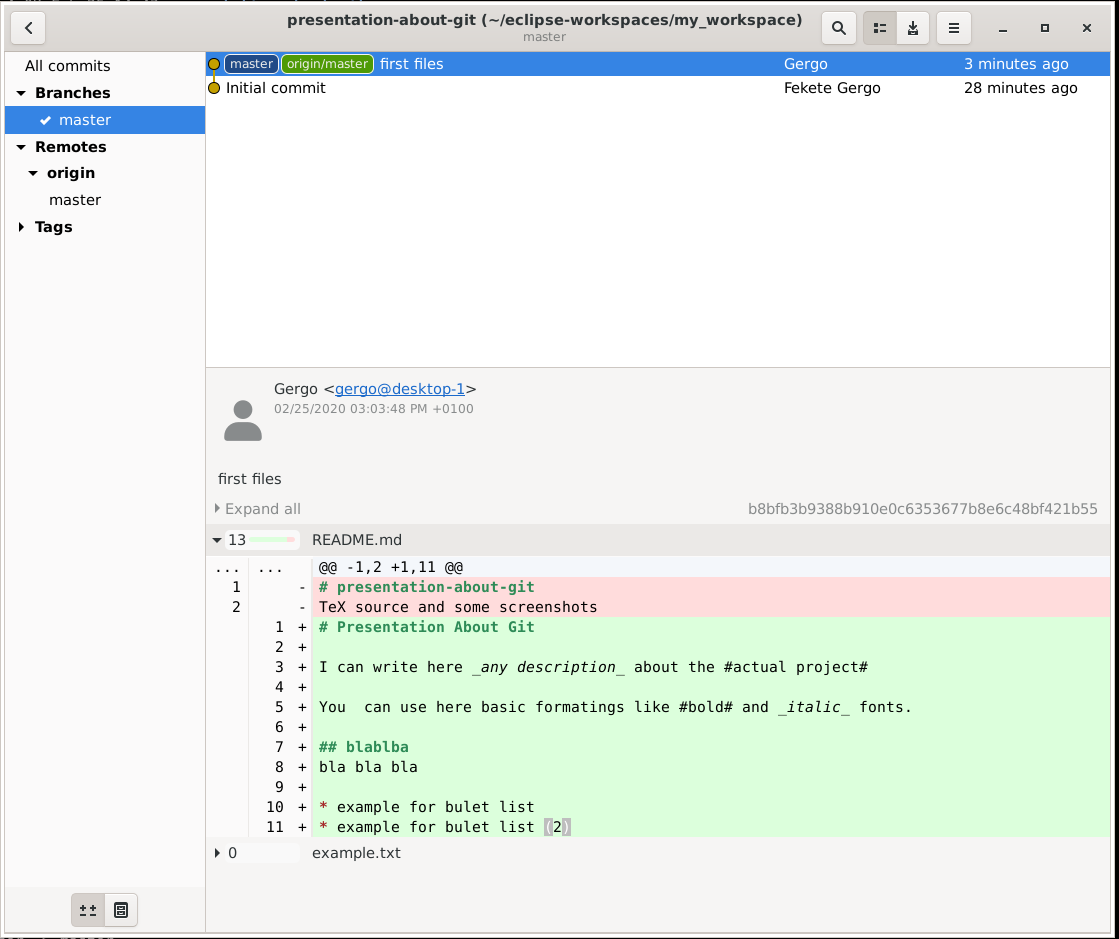 presentation-about-git (~/eclipse-workspaces/my_workspace)
master
All commits
Branches
master
Remotes
origin
master
Tags
master origin/master first files Gergo 3 minutes ago
Initial commit Fekete Gergo 28 minutes ago
Gergo <gergo@desktop-1>
02/25/2020 03:03:48 PM +0100
first files
Expand all b8bfb3b9388b910e0c6353677b8e6c48bf421b55
13 README.md
... ... @@ -1,2 +1,11 @@
1 - # presentation-about-git
2 - TeX source and some screenshots
1 + # Presentation About Git
2 +
3 + I can write here _any description_ about the #actual project#
4 +
5 + You  can use here basic formatings like #bold# and _italic_ fonts.
6 +
7 + ## blablba
8 + bla bla bla
9 +
10 + * example for bulet list
11 + * example for bulet list (2)
0 example.txt